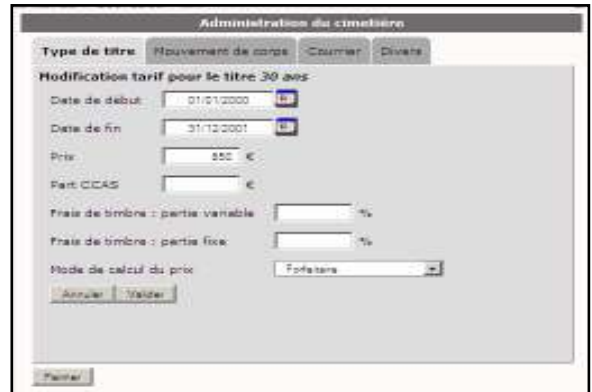 Administration du cimetière
Type de titre Mouvement de corps Courrier Divers
Modification tarif pour le titre 30 ans
Date de début 01/01/2000
Date de fin 31/12/2001
Prix 850 €
Part CCAS €
Frais de timbre : partie variable %
Frais de timbre : partie fixe %
Mode de calcul du prix Forfaitaire
Annuler Valider
Fermer